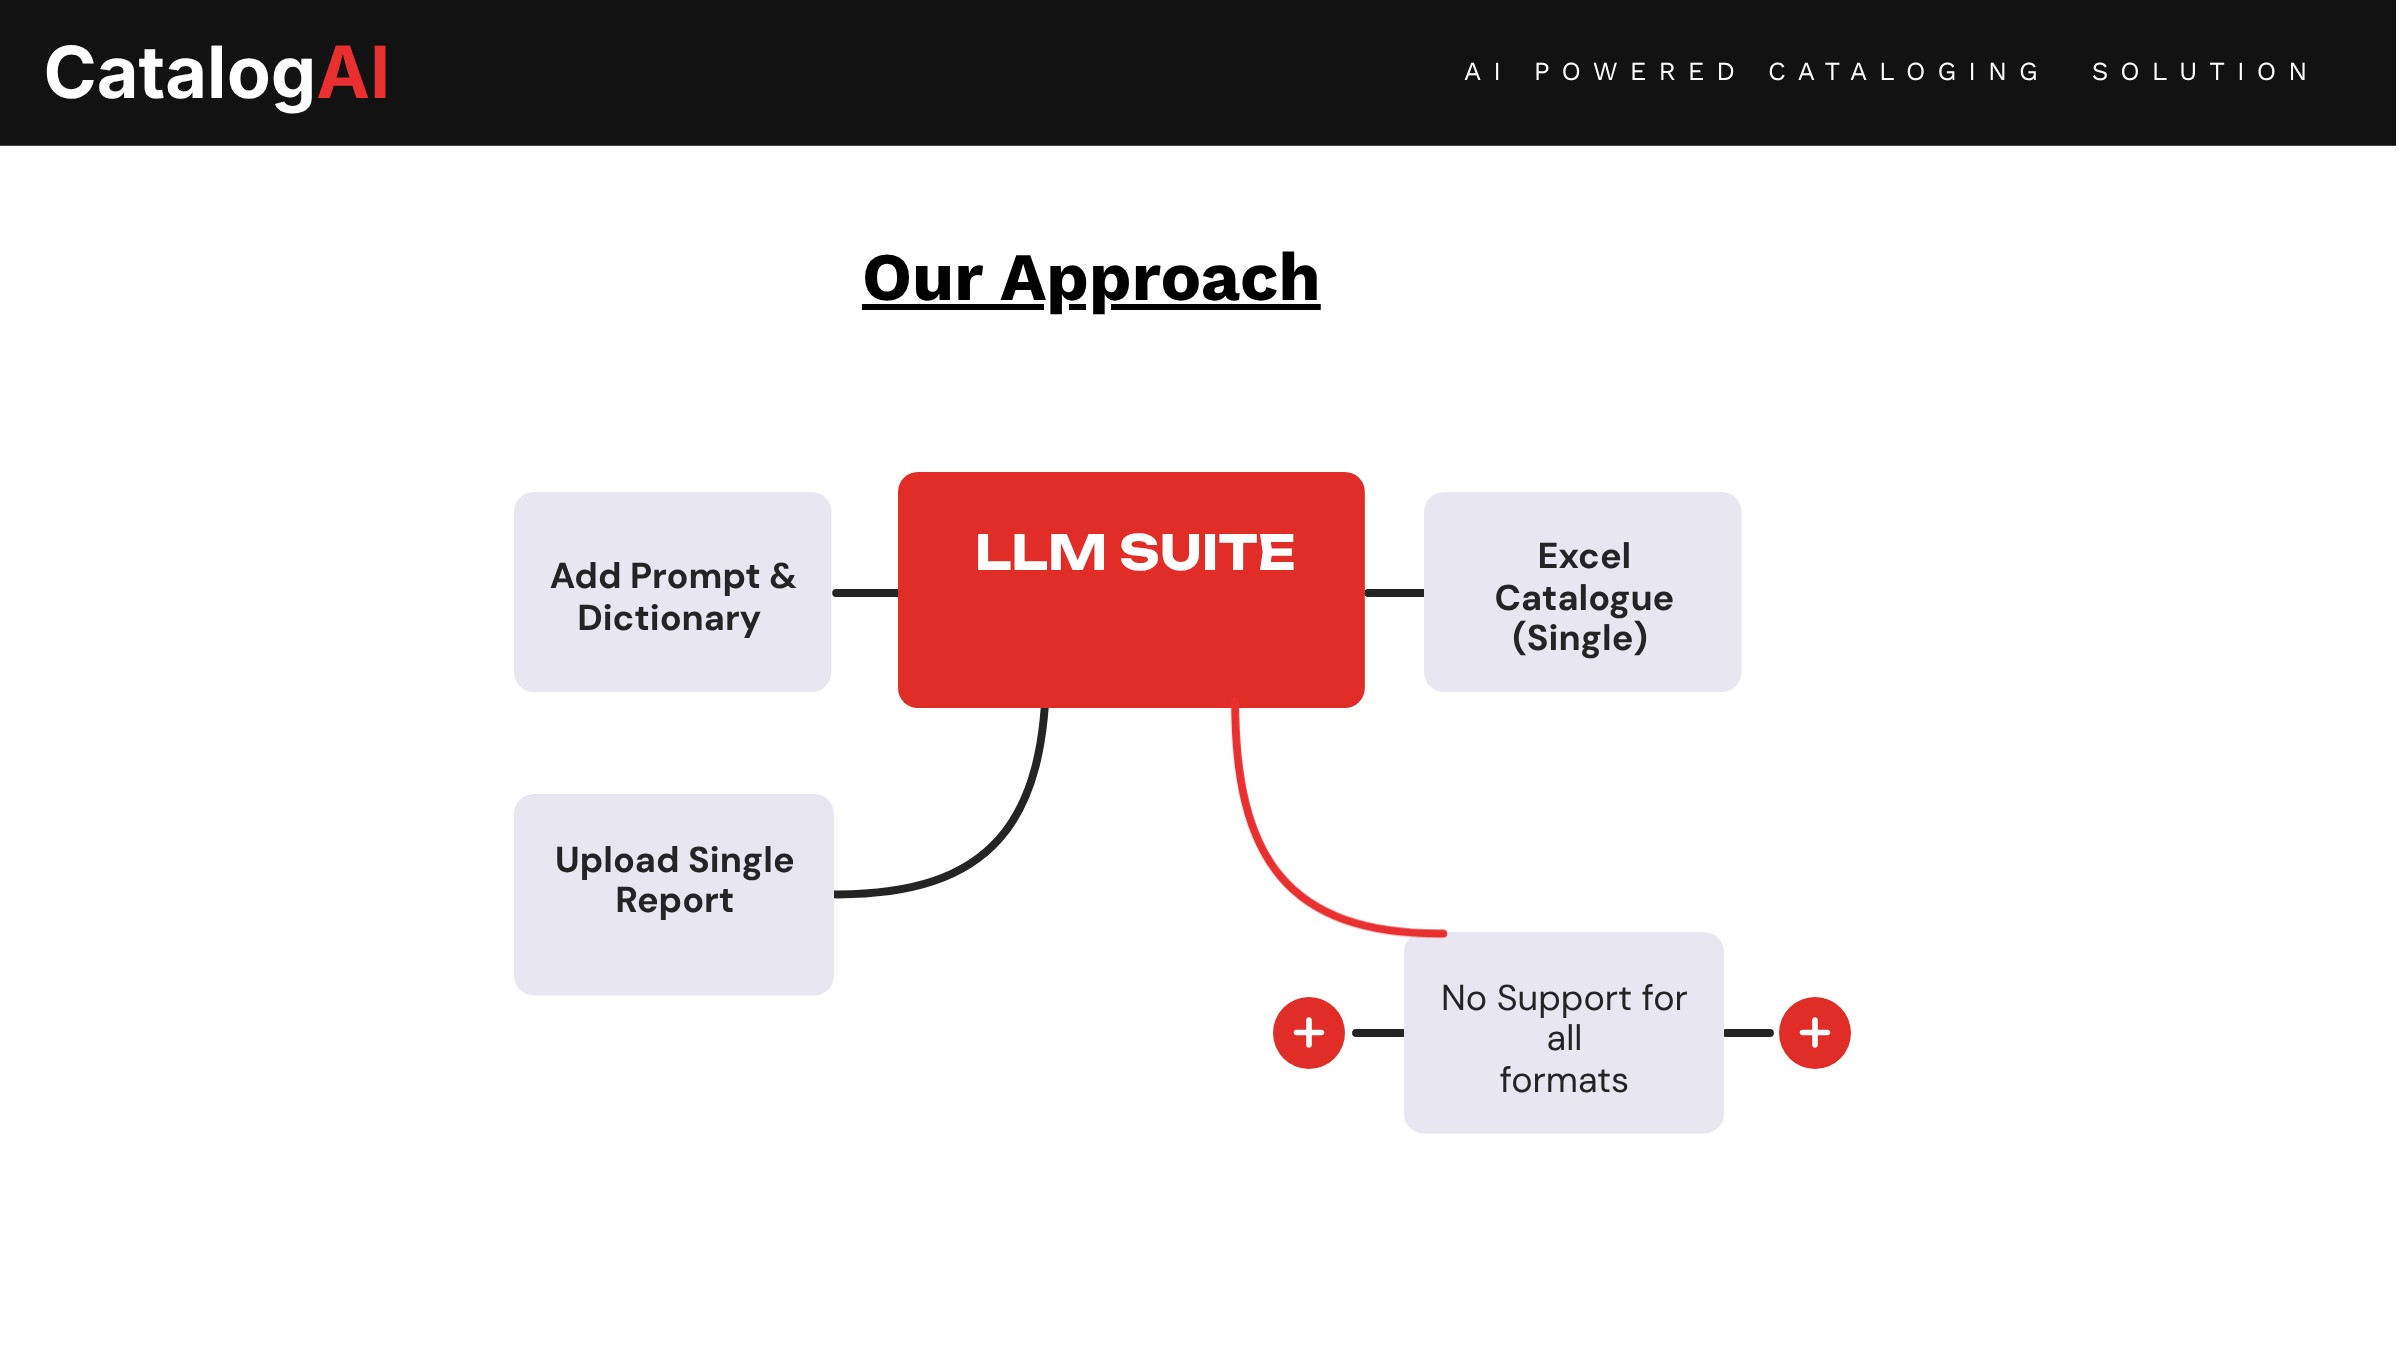 CatalogAI
AI POWERED CATALOGING SOLUTION
Our Approach
Add Prompt &
Dictionary
LLM SUITE
Excel
Catalogue
(Single)
Upload Single
Report
No Support for
all
formats